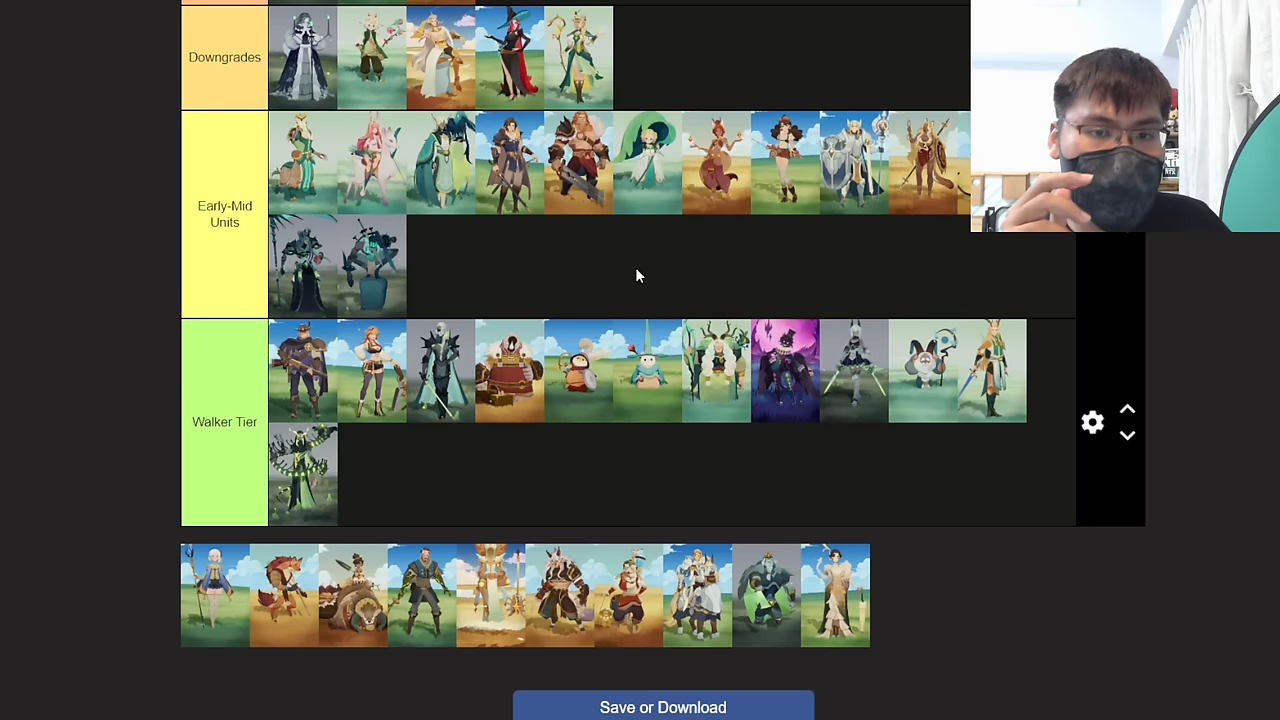 Downgrades
Early-Mid
Units
Walker Tier
Save or Download